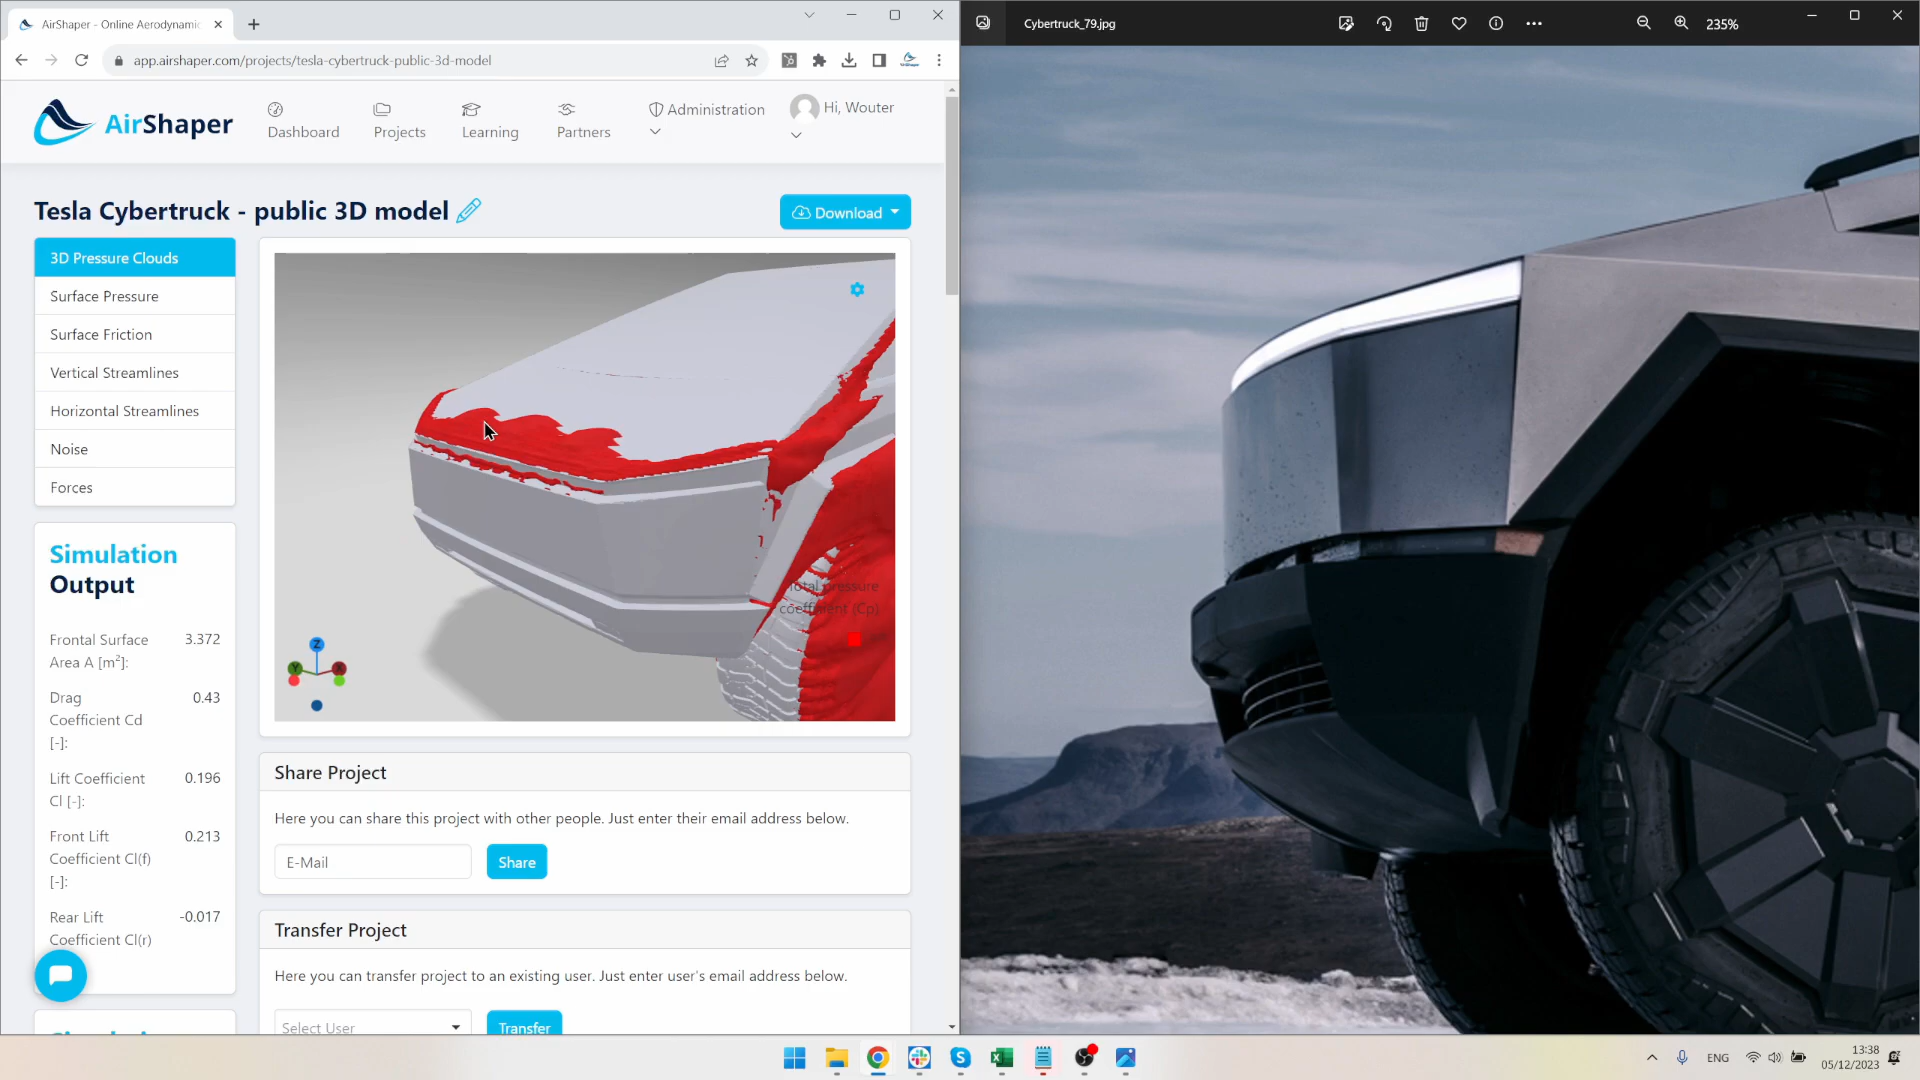 AirShaper - Online Aerodynamic
Cybertruck_79.jpg
235%
app.airshaper.com/projects/tesla-cybertruck-public-3d-model
AirShaper
Dashboard
Projects
Learning
Partners
Administration
Hi, Wouter
Tesla Cybertruck - public 3D model
Download
3D Pressure Clouds
Surface Pressure
Surface Friction
Vertical Streamlines
Horizontal Streamlines
Noise
Forces
Total pressure
coefficient (Cp)
Z
Y
X
Simulation
Output
Frontal Surface 3.372
Area A [m²]:
Drag 0.43
Coefficient Cd
[-]:
Lift Coefficient 0.196
Cl [-]:
Front Lift 0.213
Coefficient Cl(f)
[-]:
Rear Lift -0.017
Coefficient Cl(r)
Share Project
Here you can share this project with other people. Just enter their email address below.
E-Mail
Share
Transfer Project
Here you can transfer project to an existing user. Just enter user's email address below.
Select User
Transfer
ENG
13:38
05/12/2023